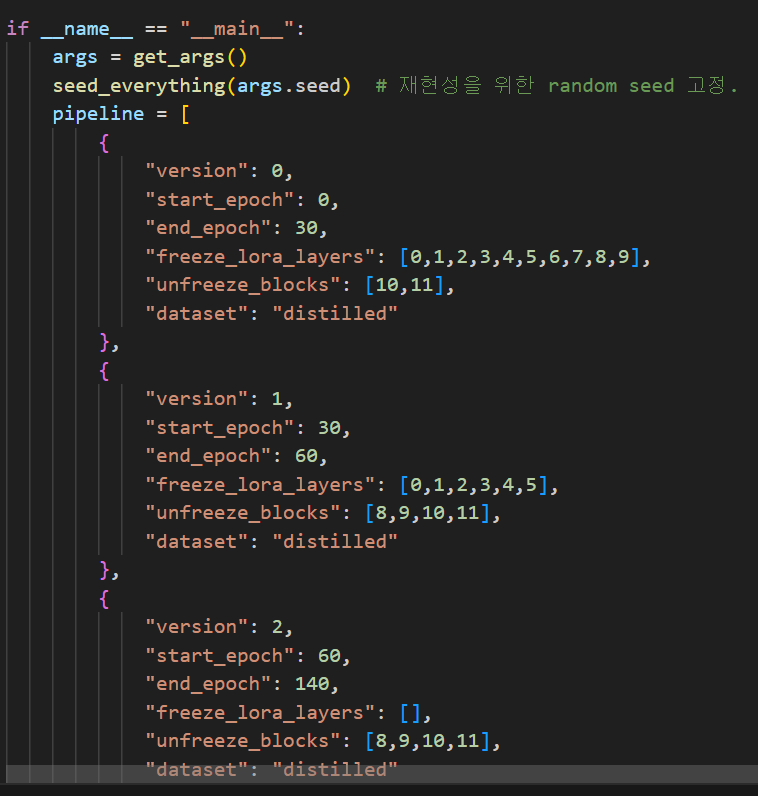 if __name__ == "__main__":
    args = get_args()
    seed_everything(args.seed)  # 재현성을 위한 random seed 고정.
    pipeline = [
        {
            "version": 0,
            "start_epoch": 0,
            "end_epoch": 30,
            "freeze_lora_layers": [0,1,2,3,4,5,6,7,8,9],
            "unfreeze_blocks": [10,11],
            "dataset": "distilled"
        },
        {
            "version": 1,
            "start_epoch": 30,
            "end_epoch": 60,
            "freeze_lora_layers": [0,1,2,3,4,5],
            "unfreeze_blocks": [8,9,10,11],
            "dataset": "distilled"
        },
        {
            "version": 2,
            "start_epoch": 60,
            "end_epoch": 140,
            "freeze_lora_layers": [],
            "unfreeze_blocks": [8,9,10,11],
            "dataset": "distilled"